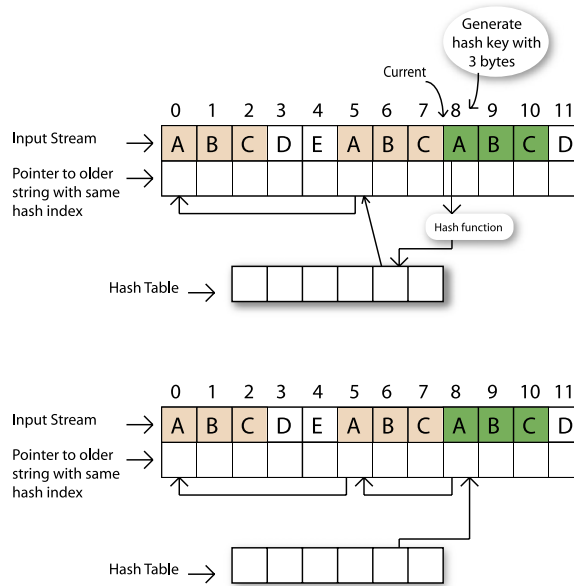 Generate
hash key with
3 bytes
Current
0 1 2 3 4 5 6 7 8 9 10 11
Input Stream
A B C D E A B C A B C D
Pointer to older
string with same
hash index
Hash function
Hash Table
0 1 2 3 4 5 6 7 8 9 10 11
Input Stream
A B C D E A B C A B C D
Pointer to older
string with same
hash index
Hash Table